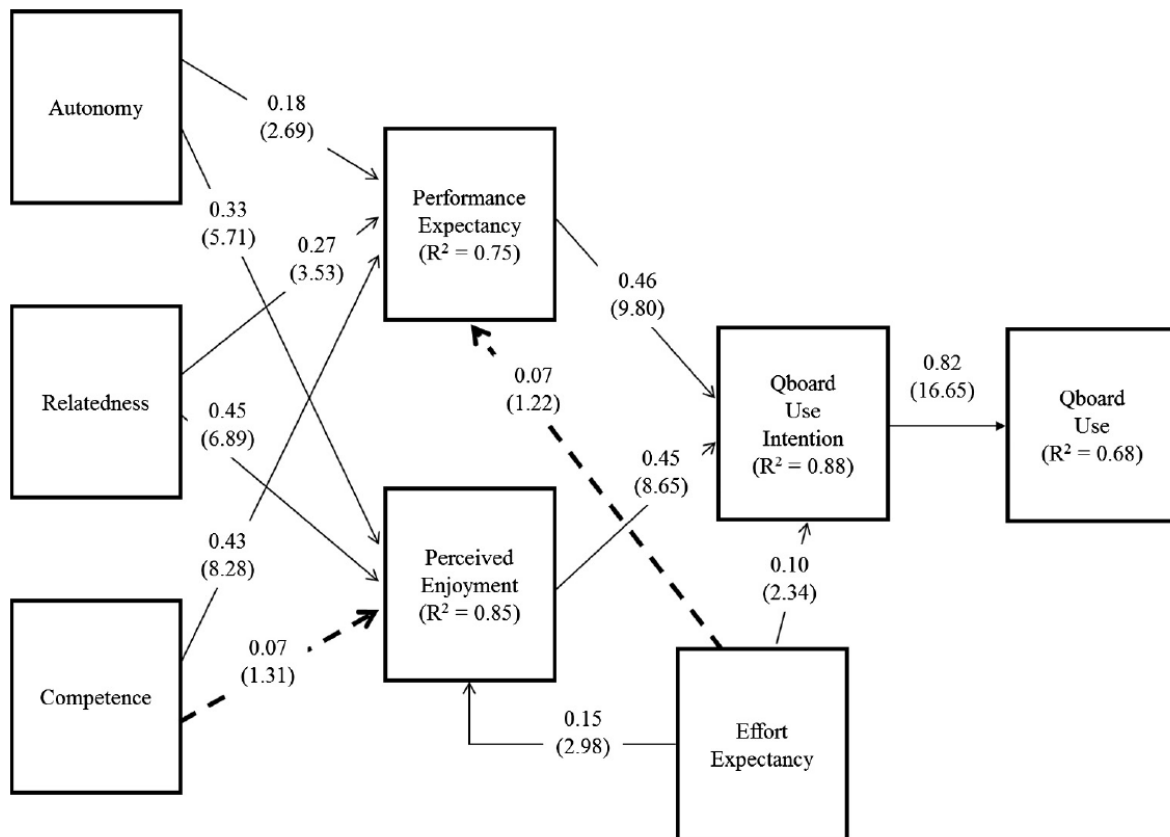 Autonomy
0.18
(2.69)
Performance
Expectancy
(R² = 0.75)
0.33
(5.71)
0.27
(3.53)
0.46
(9.80)
Relatedness
0.45
(6.89)
0.07
(1.22)
Qboard
Use
Intention
(R² = 0.88)
0.82
(16.65)
Qboard
Use
(R² = 0.68)
0.45
(8.65)
0.43
(8.28)
Perceived
Enjoyment
(R² = 0.85)
0.10
(2.34)
Competence
0.07
(1.31)
0.15
(2.98)
Effort
Expectancy